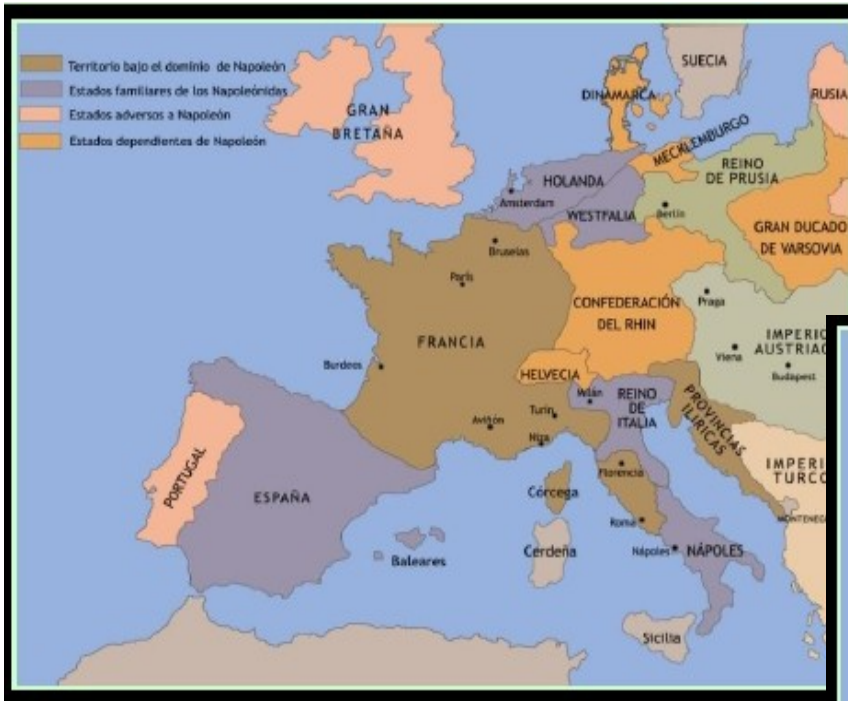 Territorio bajo el dominio de Napoleón
Estados familiares de los Napoleónidas
Estados adversos a Napoleón
Estados dependientes de Napoleón
SUECIA
DINAMARCA
RUSIA
GRAN
BRETAÑA
MECKLEMBURGO
REINO
DE PRUSIA
HOLANDA
Amsterdam
WESTFALIA
Berlín
GRAN DUCADO
DE VARSOVIA
Bruselas
París
Praga
CONFEDERACIÓN
DEL RHIN
FRANCIA
IMPERIO
AUSTRIAC
Viena
Budapest
Burdeos
HELVECIA
Milán
REINO
DE
ITALIA
PROVINCIAS
ILIRICAS
Turín
Aviñón
Niza
Florencia
IMPERI
TURCO
MONTENEG
PORTUGAL
ESPAÑA
Córcega
Roma
Cerdeña
Nápoles
NÁPOLES
Baleares
Sicilia